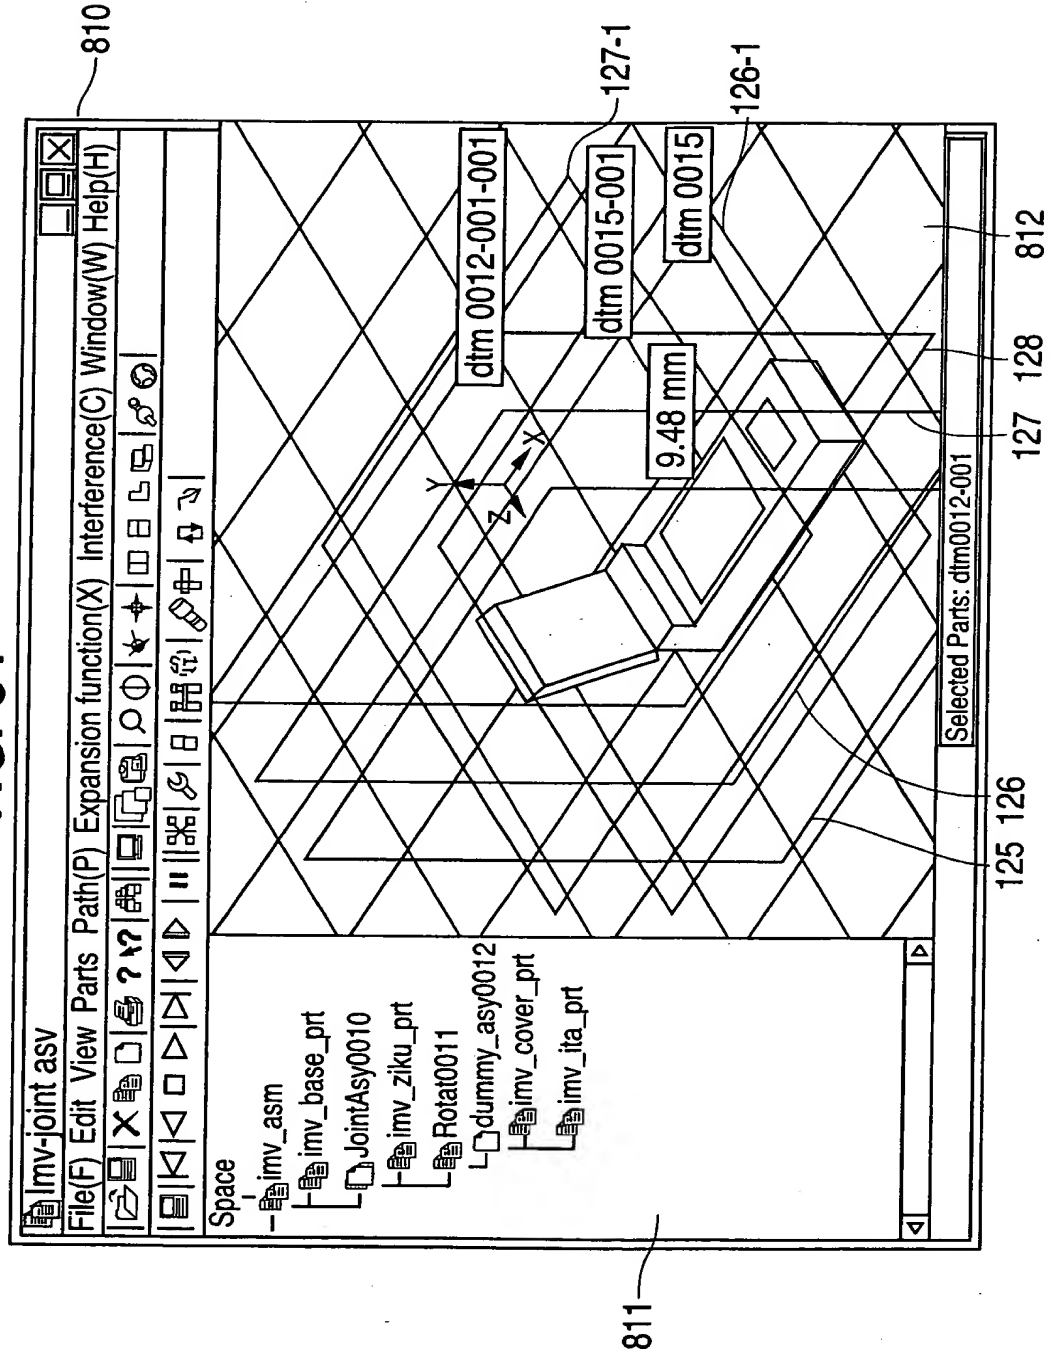 810
Imv-joint asv
File(F) Edit View Parts Path(P) Expansion function(X) Interference(C) Window(W) Help(H)
Space
imv_asm
imv_base_prt
JointAsy0010
imv_ziku_prt
Rotat0011
dummy_asy0012
imv_cover_prt
imv_ita_prt
dtm 0012-001-001
127-1
Y
X
Z
dtm 0015-001
9.48 mm
dtm 0015
126-1
Selected Parts: dtm0012-001
811
125
126
127
128
812